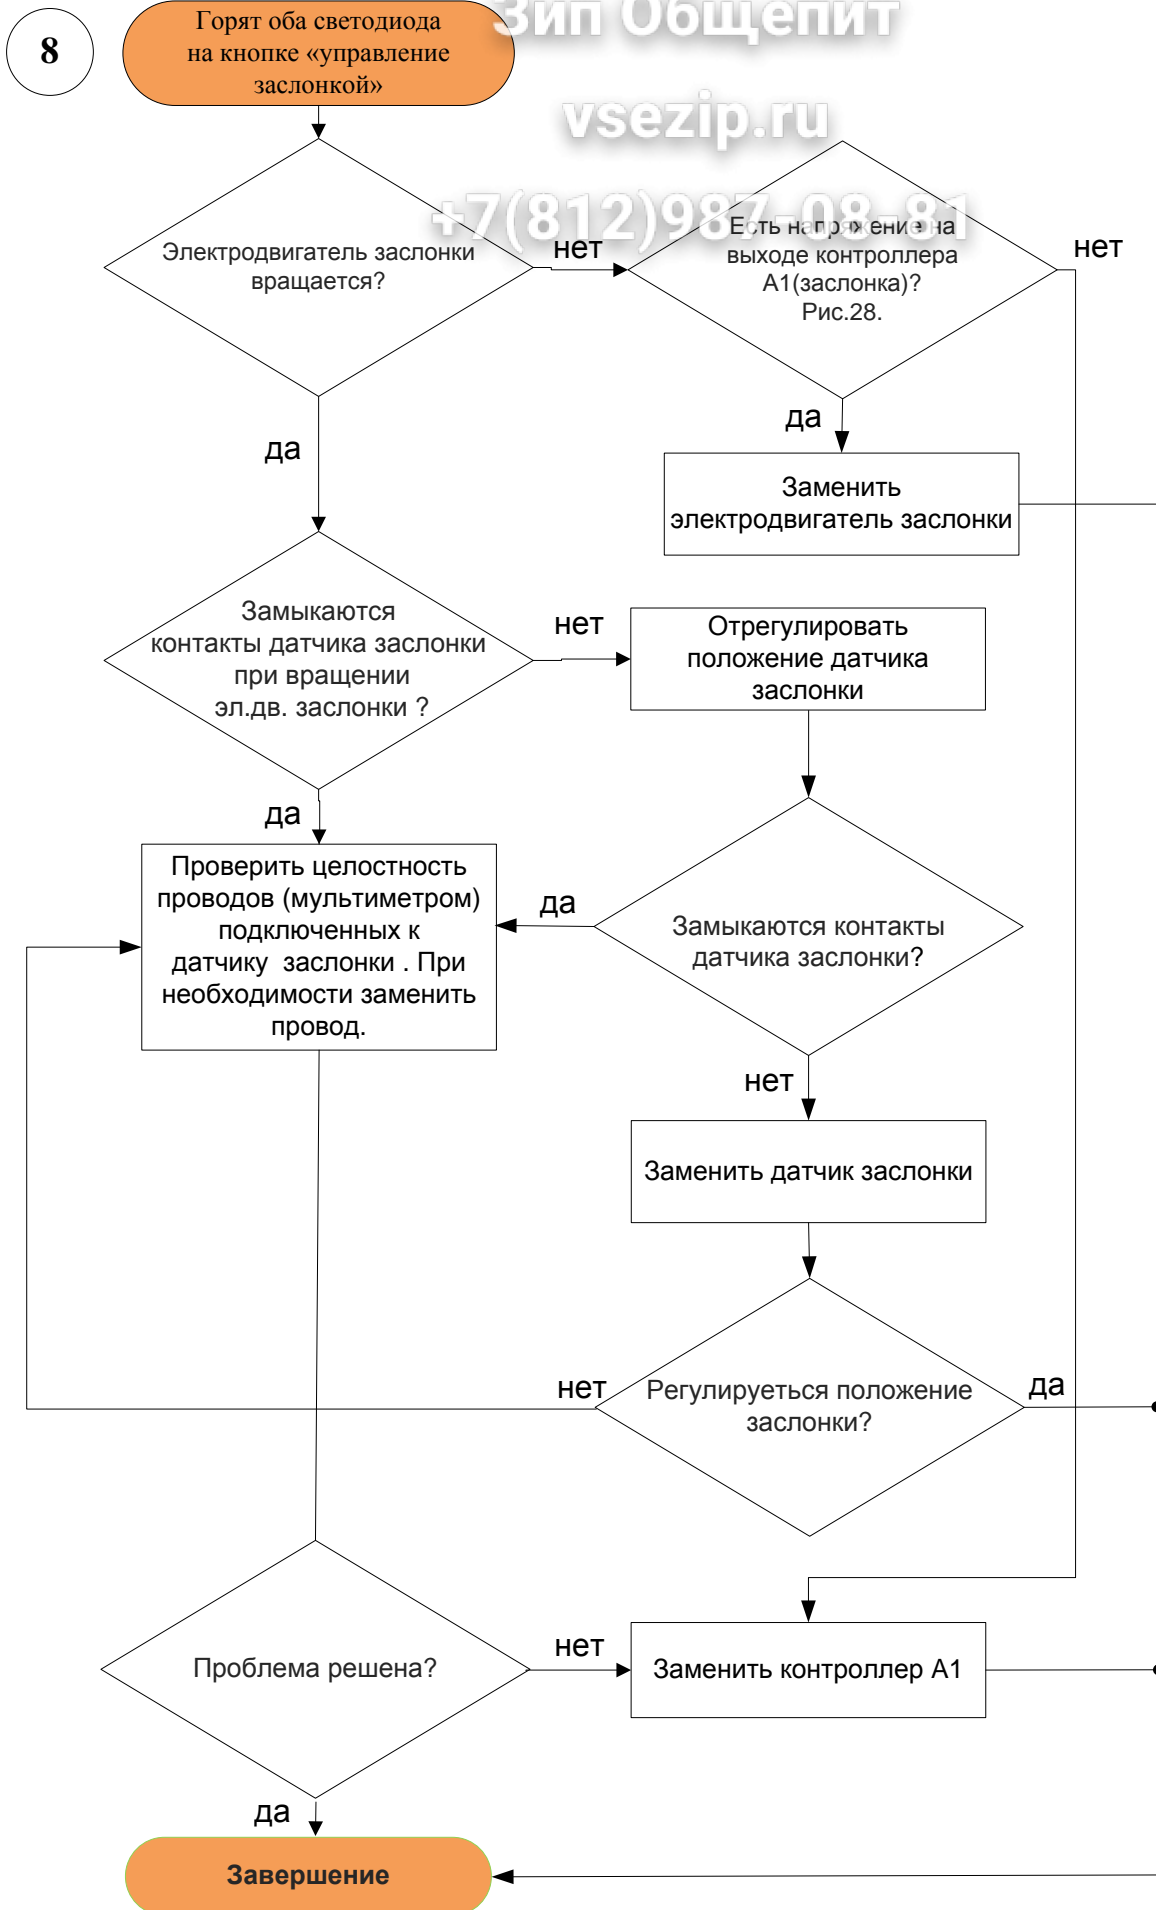 8
Горят оба светодиода
на кнопке «управление
заслонкой»
Зип Общепит
vsezip.ru
+7(812)987-08-81
Электродвигатель заслонки
вращается?
нет
Есть напряжение на
выходе контроллера
А1(заслонка)?
Рис.28.
нет
да
да
Заменить
электродвигатель заслонки
Замыкаются
контакты датчика заслонки
при вращении
эл.дв. заслонки ?
нет
Отрегулировать
положение датчика
заслонки
да
Проверить целостность
проводов (мультиметром)
подключенных к
датчику заслонки . При
необходимости заменить
провод.
да
Замыкаются контакты
датчика заслонки?
нет
Заменить датчик заслонки
нет
Регулируеться положение
заслонки?
да
Проблема решена?
нет
Заменить контроллер А1
да
Завершение